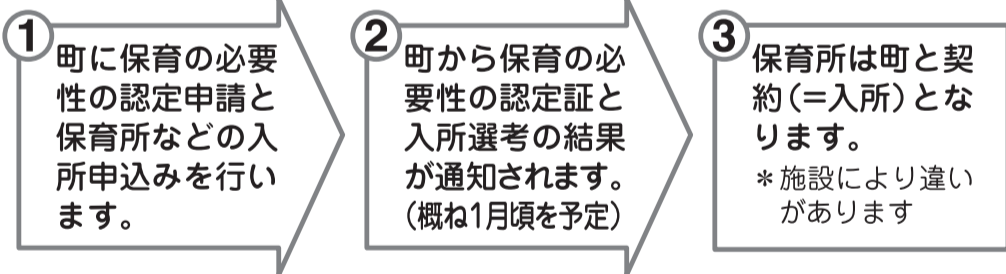 ①
町に保育の必要
性の認定申請と
保育所などの入
所申込みを行い
ます。
②
町から保育の必
要性の認定証と
入所選考の結果
が通知されます。
(概ね1月頃を予定)
③
保育所は町と契
約(=入所)とな
ります。
*施設により違い
があります